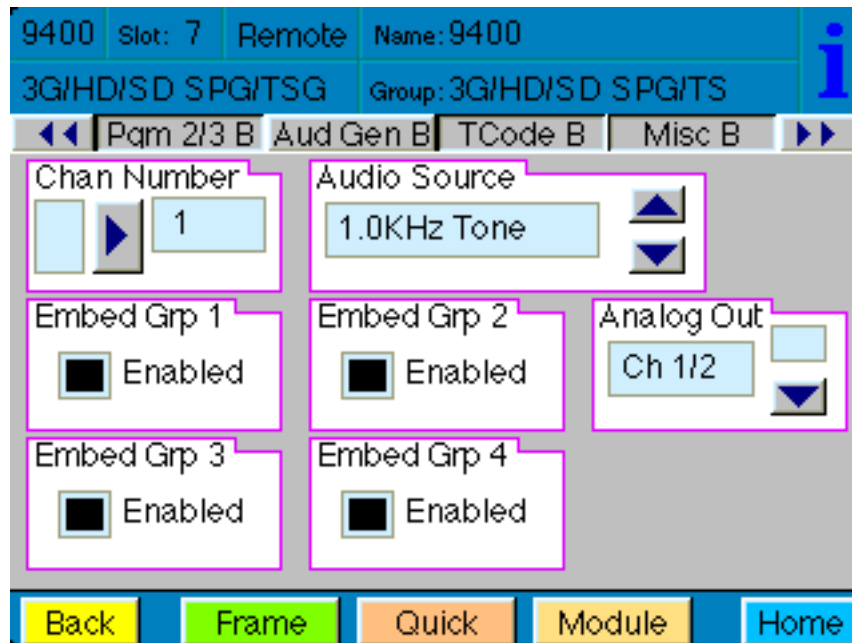 9400 Slot: 7 Remote Name: 9400
3G/HD/SD SPG/TSG Group: 3G/HD/SD SPG/TS
Pgm 2/3 B Aud Gen B TCode B Misc B
Chan Number Audio Source
1 1.0KHz Tone
Embed Grp 1 Embed Grp 2 Analog Out
Enabled Enabled Ch 1/2
Embed Grp 3 Embed Grp 4
Enabled Enabled
Back Frame Quick Module Home